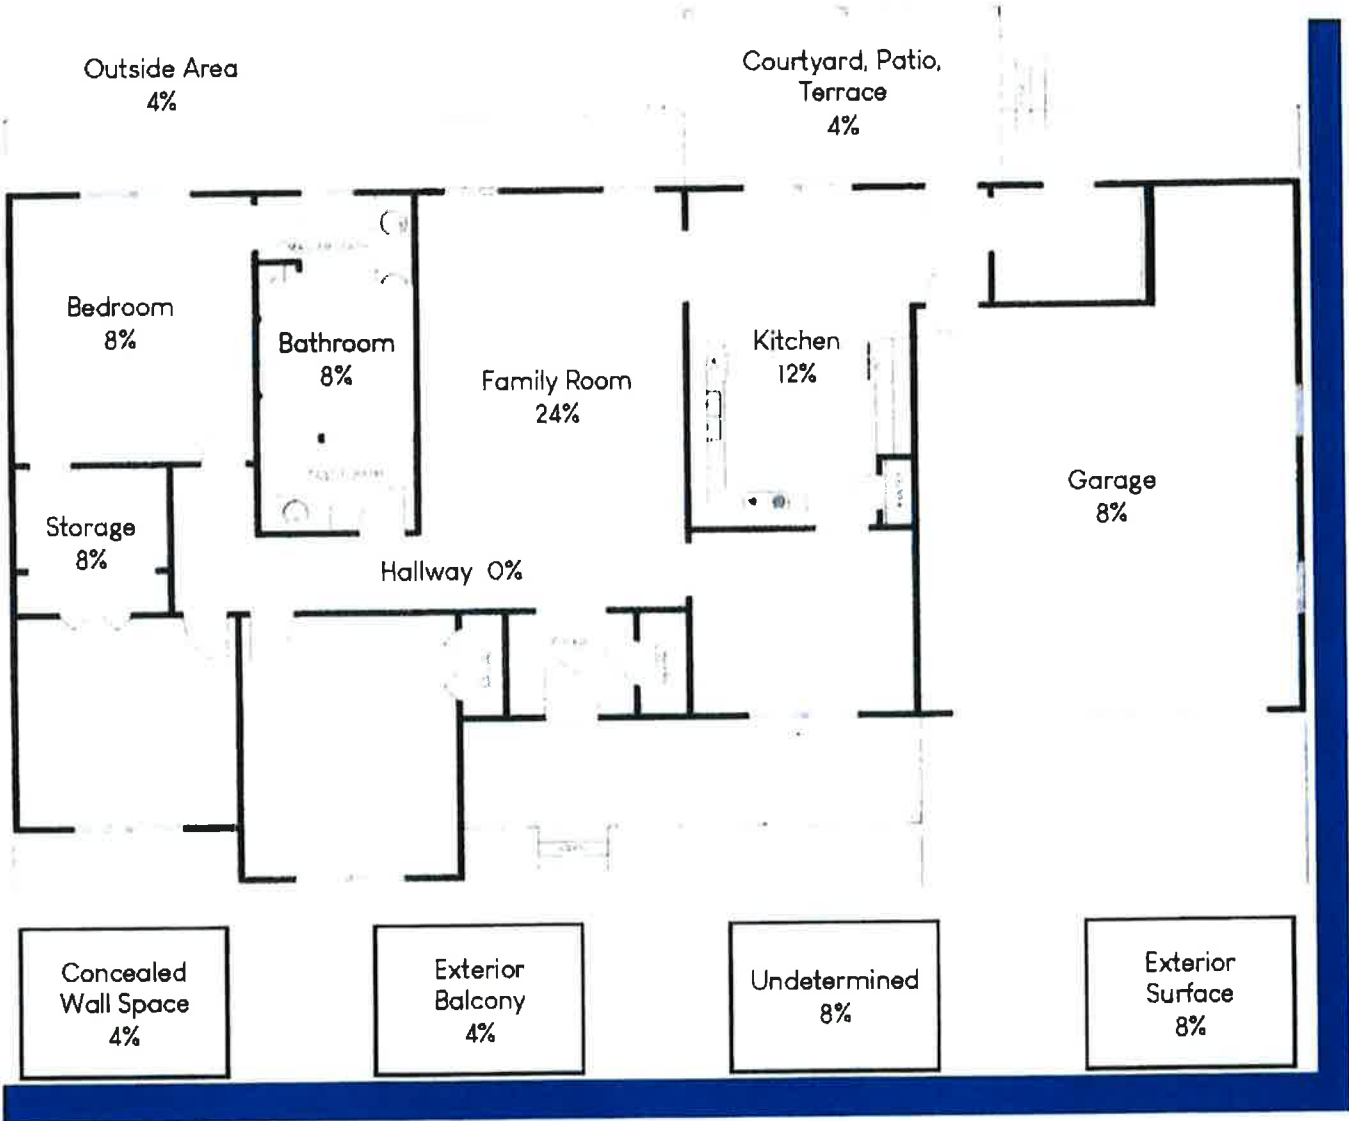 Outside Area
4%
Courtyard, Patio,
Terrace
4%
Bedroom
8%
Bathroom
8%
Family Room
24%
Kitchen
12%
Garage
8%
Storage
8%
Hallway 0%
Concealed
Wall Space
4%
Exterior
Balcony
4%
Undetermined
8%
Exterior
Surface
8%